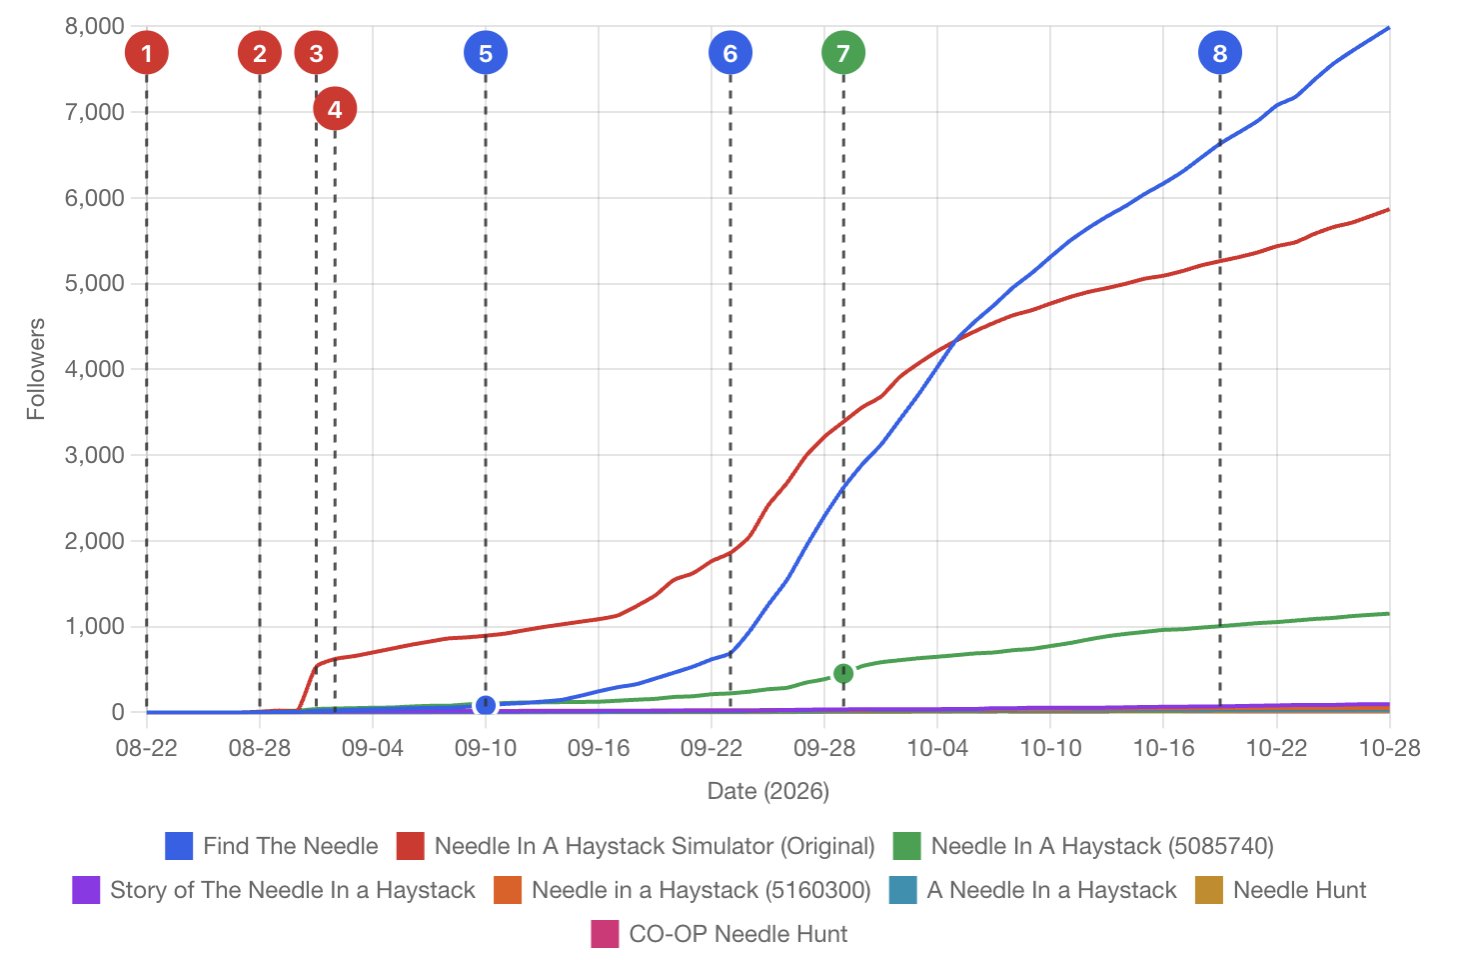 8,000
1 2 3 5 6 7 8
7,000
4
6,000
5,000
4,000
3,000
2,000
1,000
0
Followers
08-22 08-28 09-04 09-10 09-16 09-22 09-28 10-04 10-10 10-16 10-22 10-28
Date (2026)
Find The Needle Needle In A Haystack Simulator (Original) Needle In A Haystack (5085740)
Story of The Needle In a Haystack Needle in a Haystack (5160300) A Needle In a Haystack Needle Hunt
CO-OP Needle Hunt